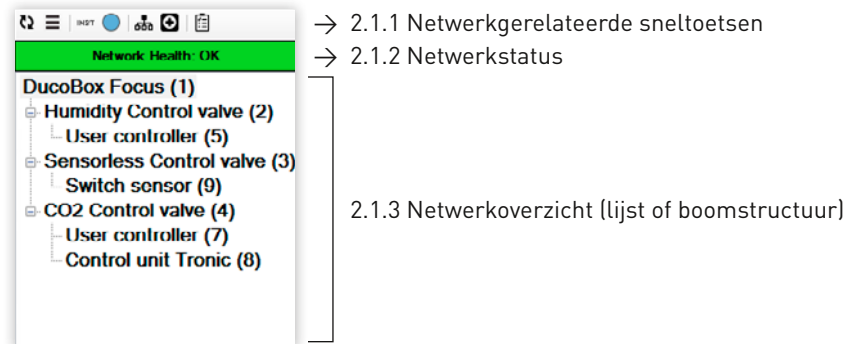 INST
→ 2.1.1 Netwerkgerelateerde sneltoetsen
Network Health: OK
→ 2.1.2 Netwerkstatus
DucoBox Focus (1)
Humidity Control valve (2)
User controller (5)
Sensorless Control valve (3)
Switch sensor (9)
CO2 Control valve (4)
User controller (7)
Control unit Tronic (8)
2.1.3 Netwerkoverzicht (lijst of boomstructuur)